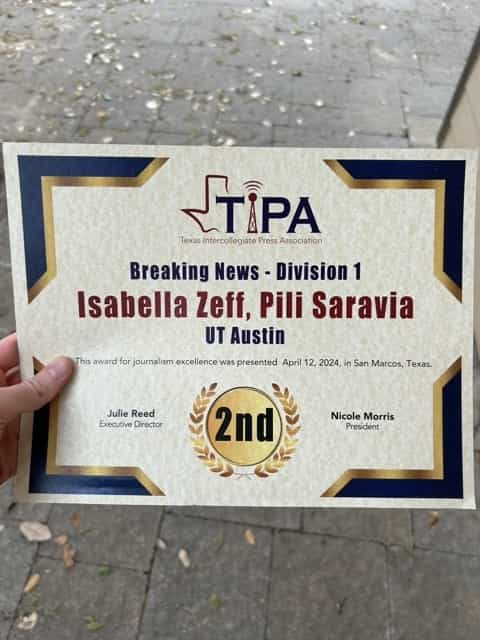 TIPA
Texas Intercollegiate Press Association
Breaking News - Division 1
Isabella Zeff, Pili Saravia
UT Austin
This award for journalism excellence was presented April 12, 2024, in San Marcos, Texas.
Julie Reed
Executive Director
2nd
Nicole Morris
President